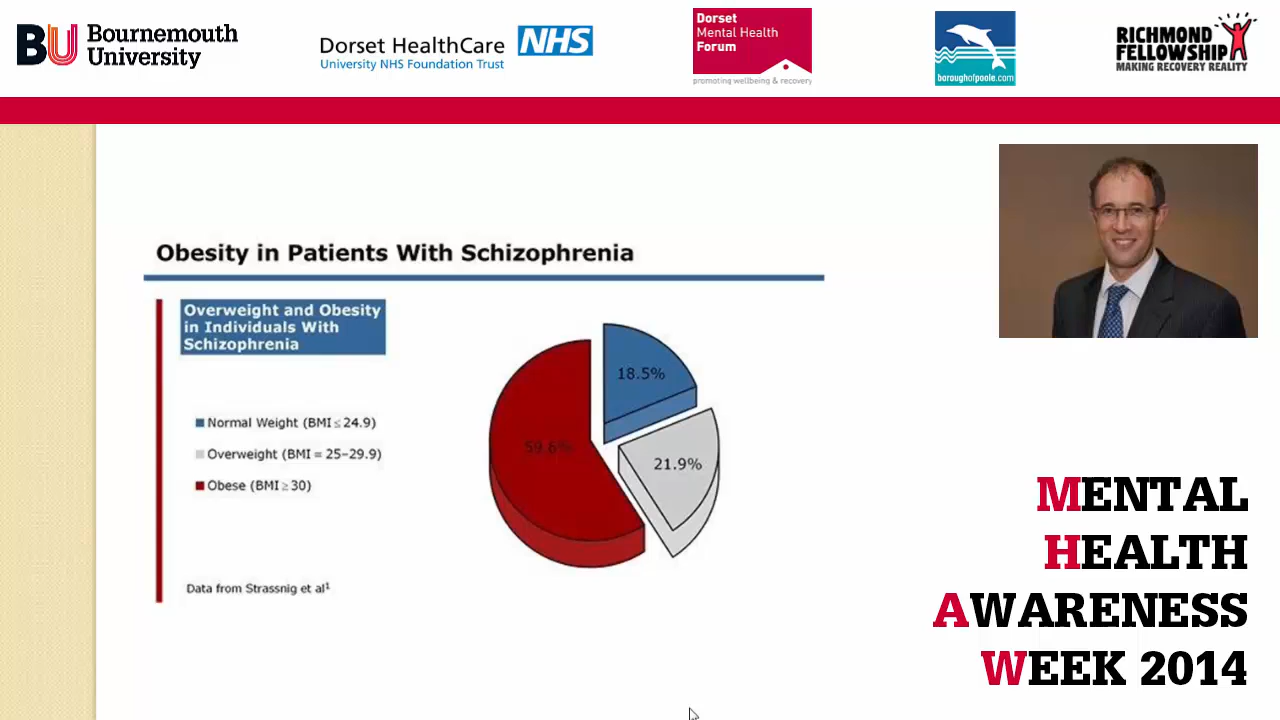 BU Bournemouth
University
Dorset HealthCare NHS
University NHS Foundation Trust
Dorset
Mental Health
Forum
promoting wellbeing & recovery
boroughofpoole.com
RICHMOND
FELLOWSHIP
MAKING RECOVERY REALITY
Obesity in Patients With Schizophrenia
Overweight and Obesity
in Individuals With
Schizophrenia
Normal Weight (BMI ≤ 24.9)
Overweight (BMI = 25–29.9)
Obese (BMI ≥ 30)
18.5%
59.6%
21.9%
Data from Strassnig et al¹
MENTAL
HEALTH
AWARENESS
WEEK 2014